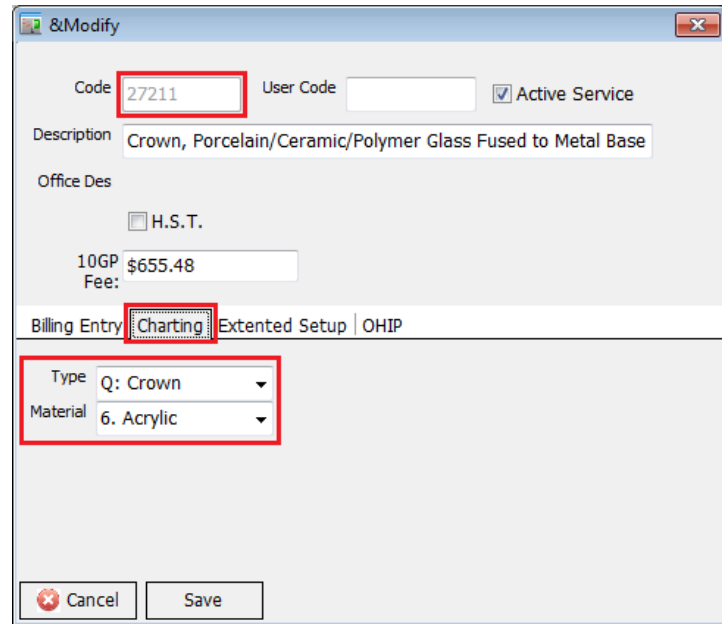 &Modify
Code 27211 User Code Active Service
Description Crown, Porcelain/Ceramic/Polymer Glass Fused to Metal Base
Office Des
H.S.T.
10GP $655.48
Fee:
Billing Entry Charting Extented Setup OHIP
Type Q: Crown
Material 6. Acrylic
Cancel Save